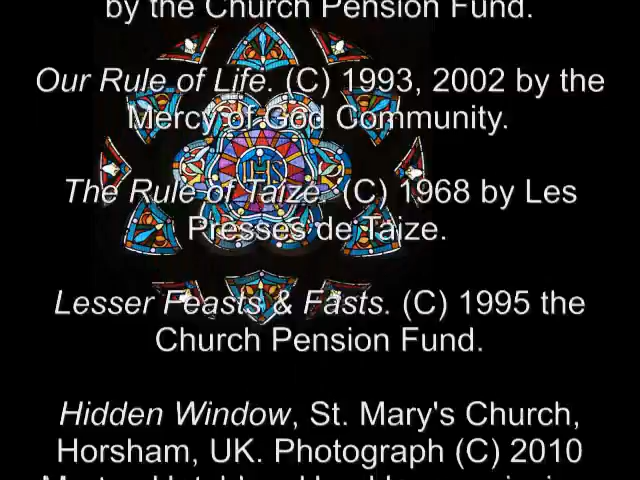 by the Church Pension Fund.
Our Rule of Life. (C) 1993, 2002 by the
Mercy of God Community.
The Rule of Taize. (C) 1968 by Les
Presses de Taize.
Lesser Feasts & Fasts. (C) 1995 the
Church Pension Fund.
Hidden Window, St. Mary's Church,
Horsham, UK. Photograph (C) 2010
IHS